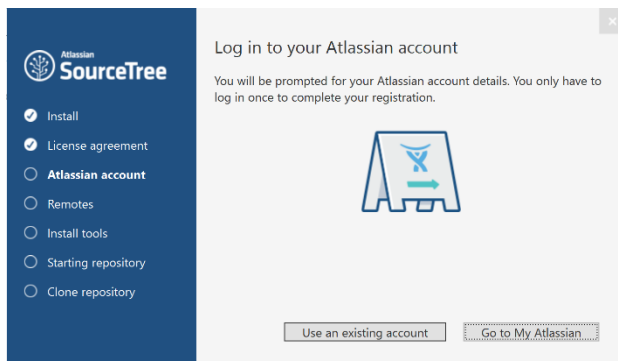 Atlassian
SourceTree
Install
License agreement
Atlassian account
Remotes
Install tools
Starting repository
Clone repository
Log in to your Atlassian account
You will be prompted for your Atlassian account details. You only have to
log in once to complete your registration.
Use an existing account
Go to My Atlassian